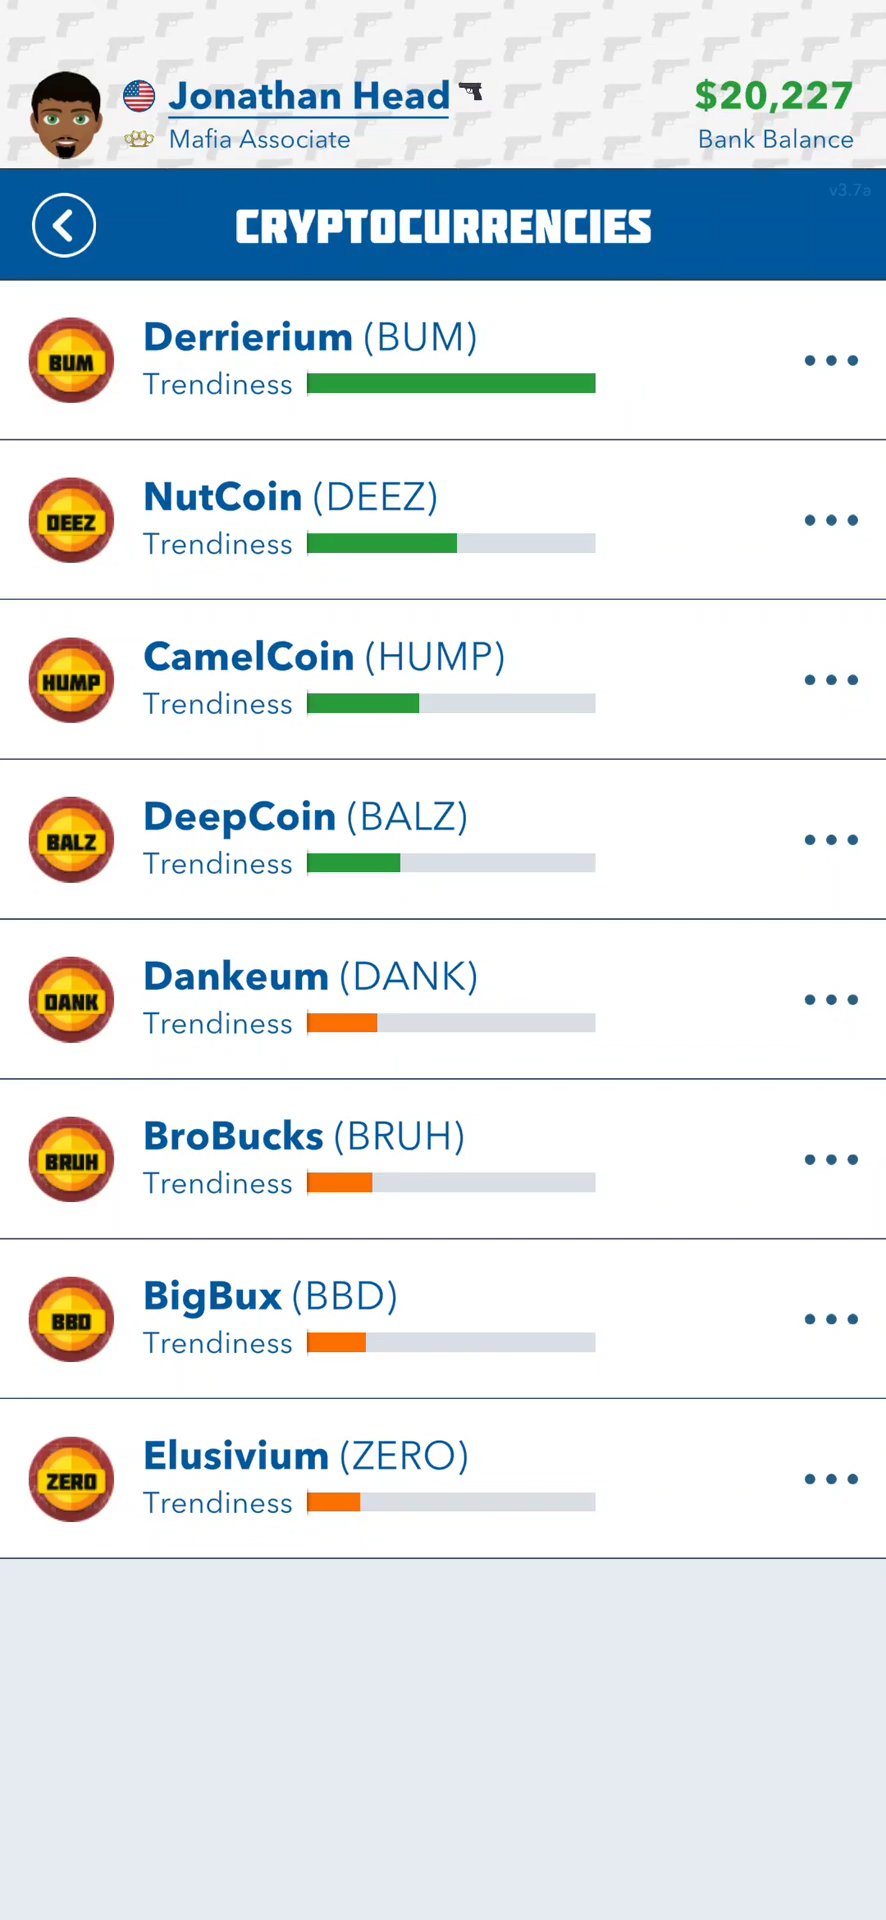 Jonathan Head
$20,227
Mafia Associate
Bank Balance
v3.7a
CRYPTOCURRENCIES
BUM
Derrierium (BUM)
Trendiness
DEEZ
NutCoin (DEEZ)
Trendiness
HUMP
CamelCoin (HUMP)
Trendiness
BALZ
DeepCoin (BALZ)
Trendiness
DANK
Dankeum (DANK)
Trendiness
BRUH
BroBucks (BRUH)
Trendiness
BBD
BigBux (BBD)
Trendiness
ZERO
Elusivium (ZERO)
Trendiness